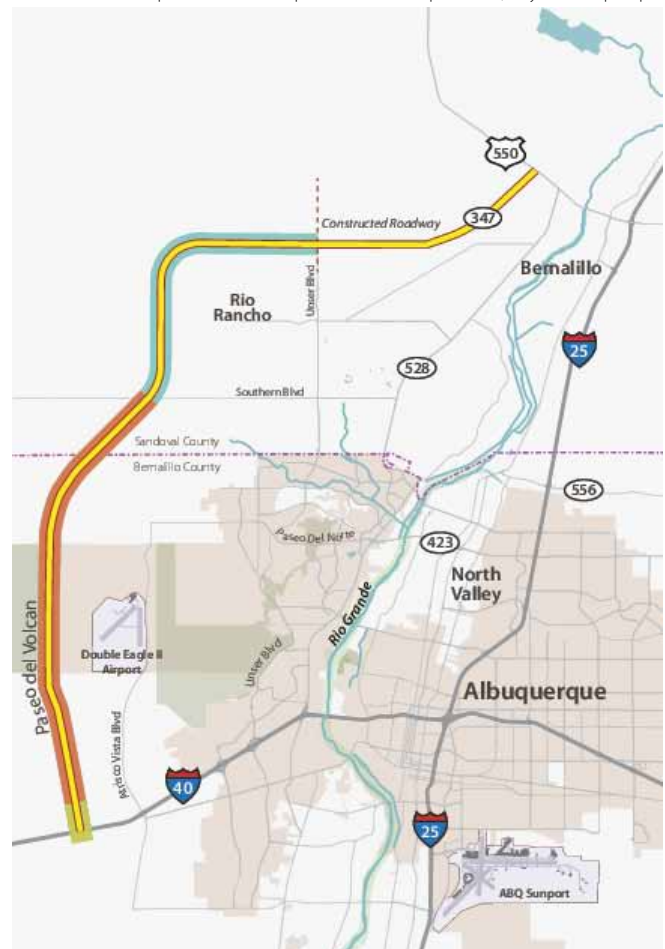 550
347
Constructed Roadway
Bernalillo
Unser Blvd
Rio
Rancho
25
528
Southern Blvd
Sandoval County
Bernalillo County
556
Paseo Del Norte
423
North
Valley
Rio Grande
Paseo del Volcan
Double Eagle II
Airport
Unser Blvd
Albuquerque
Atrisco Vista Blvd
40
25
ABQ Sunport